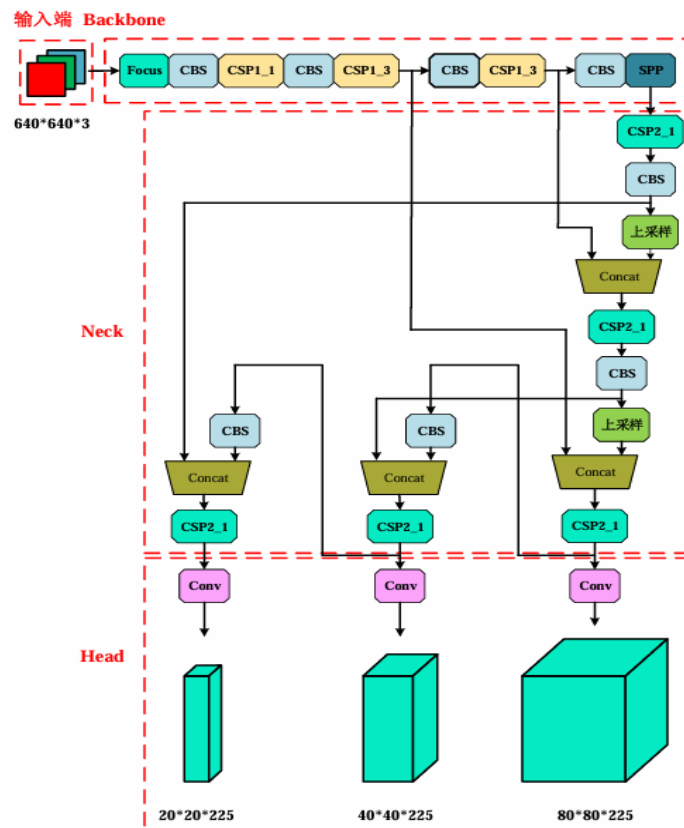 输入端 Backbone
Focus CBS CSP1_1 CBS CSP1_3 CBS CSP1_3 CBS SPP
640*640*3
CSP2_1
CBS
上采样
Concat
CSP2_1
Neck
CBS
CBS CBS 上采样
Concat Concat Concat
CSP2_1 CSP2_1 CSP2_1
Conv Conv Conv
Head
20*20*225 40*40*225 80*80*225